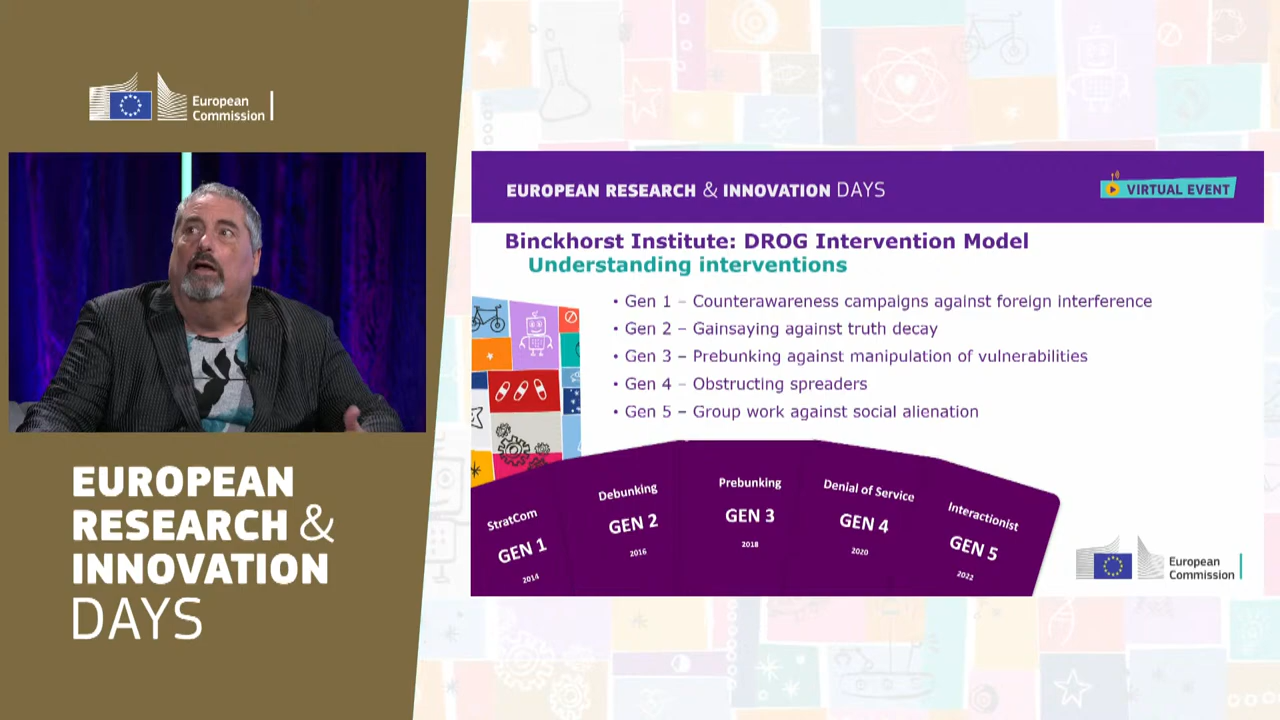 European
Commission
EUROPEAN
RESEARCH &
INNOVATION
DAYS
EUROPEAN RESEARCH & INNOVATION DAYS
VIRTUAL EVENT
Binckhorst Institute: DROG Intervention Model
Understanding interventions
• Gen 1 – Counterawareness campaigns against foreign interference
• Gen 2 – Gainsaying against truth decay
• Gen 3 – Prebunking against manipulation of vulnerabilities
• Gen 4 – Obstructing spreaders
• Gen 5 – Group work against social alienation
StratCom
GEN 1
2014
Debunking
GEN 2
2016
Prebunking
GEN 3
2018
Denial of Service
GEN 4
2020
Interactionist
GEN 5
2022
European
Commission